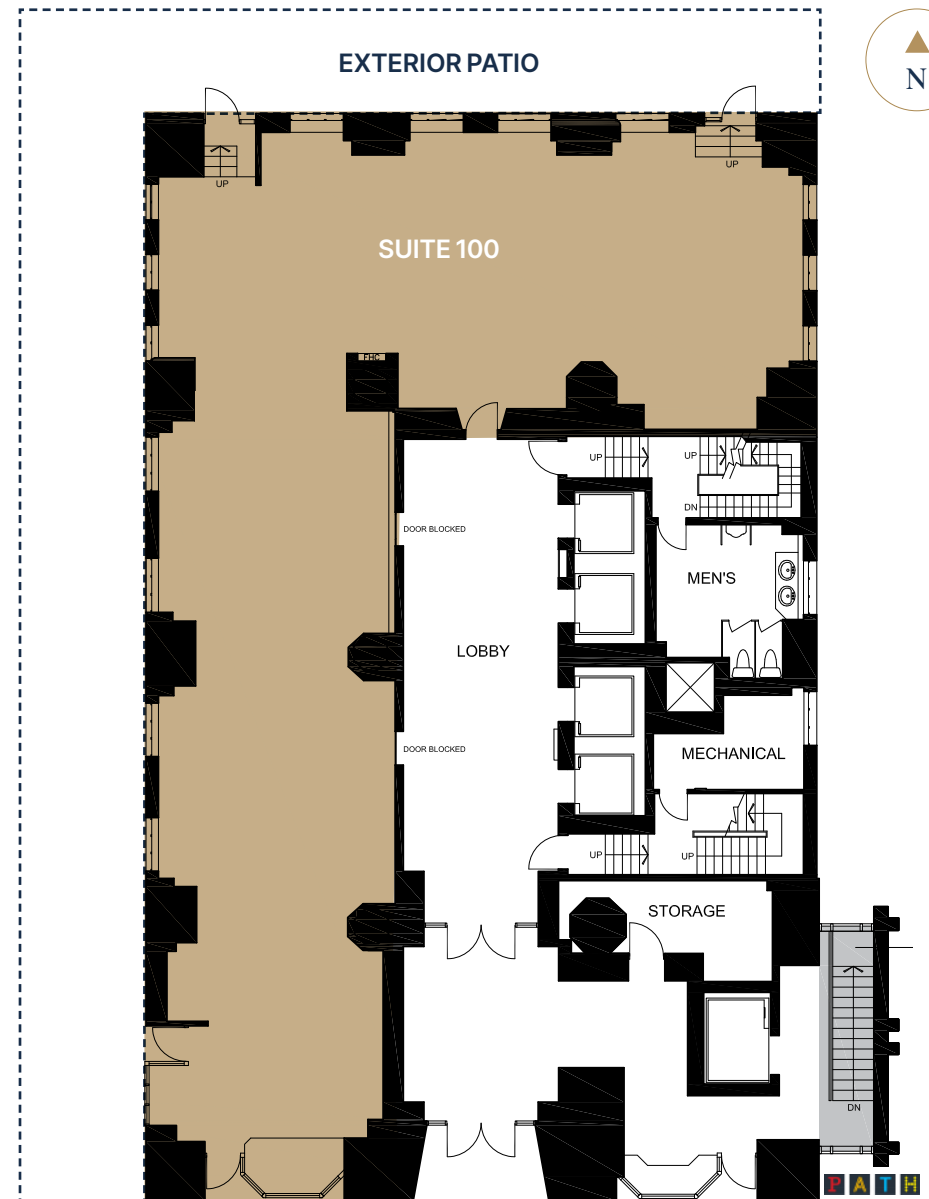 EXTERIOR PATIO
N
UP
UP
SUITE 100
FHC
UP
UP
DOOR BLOCKED
DN
MEN'S
LOBBY
DOOR BLOCKED
MECHANICAL
UP
UP
STORAGE
DN
PATH